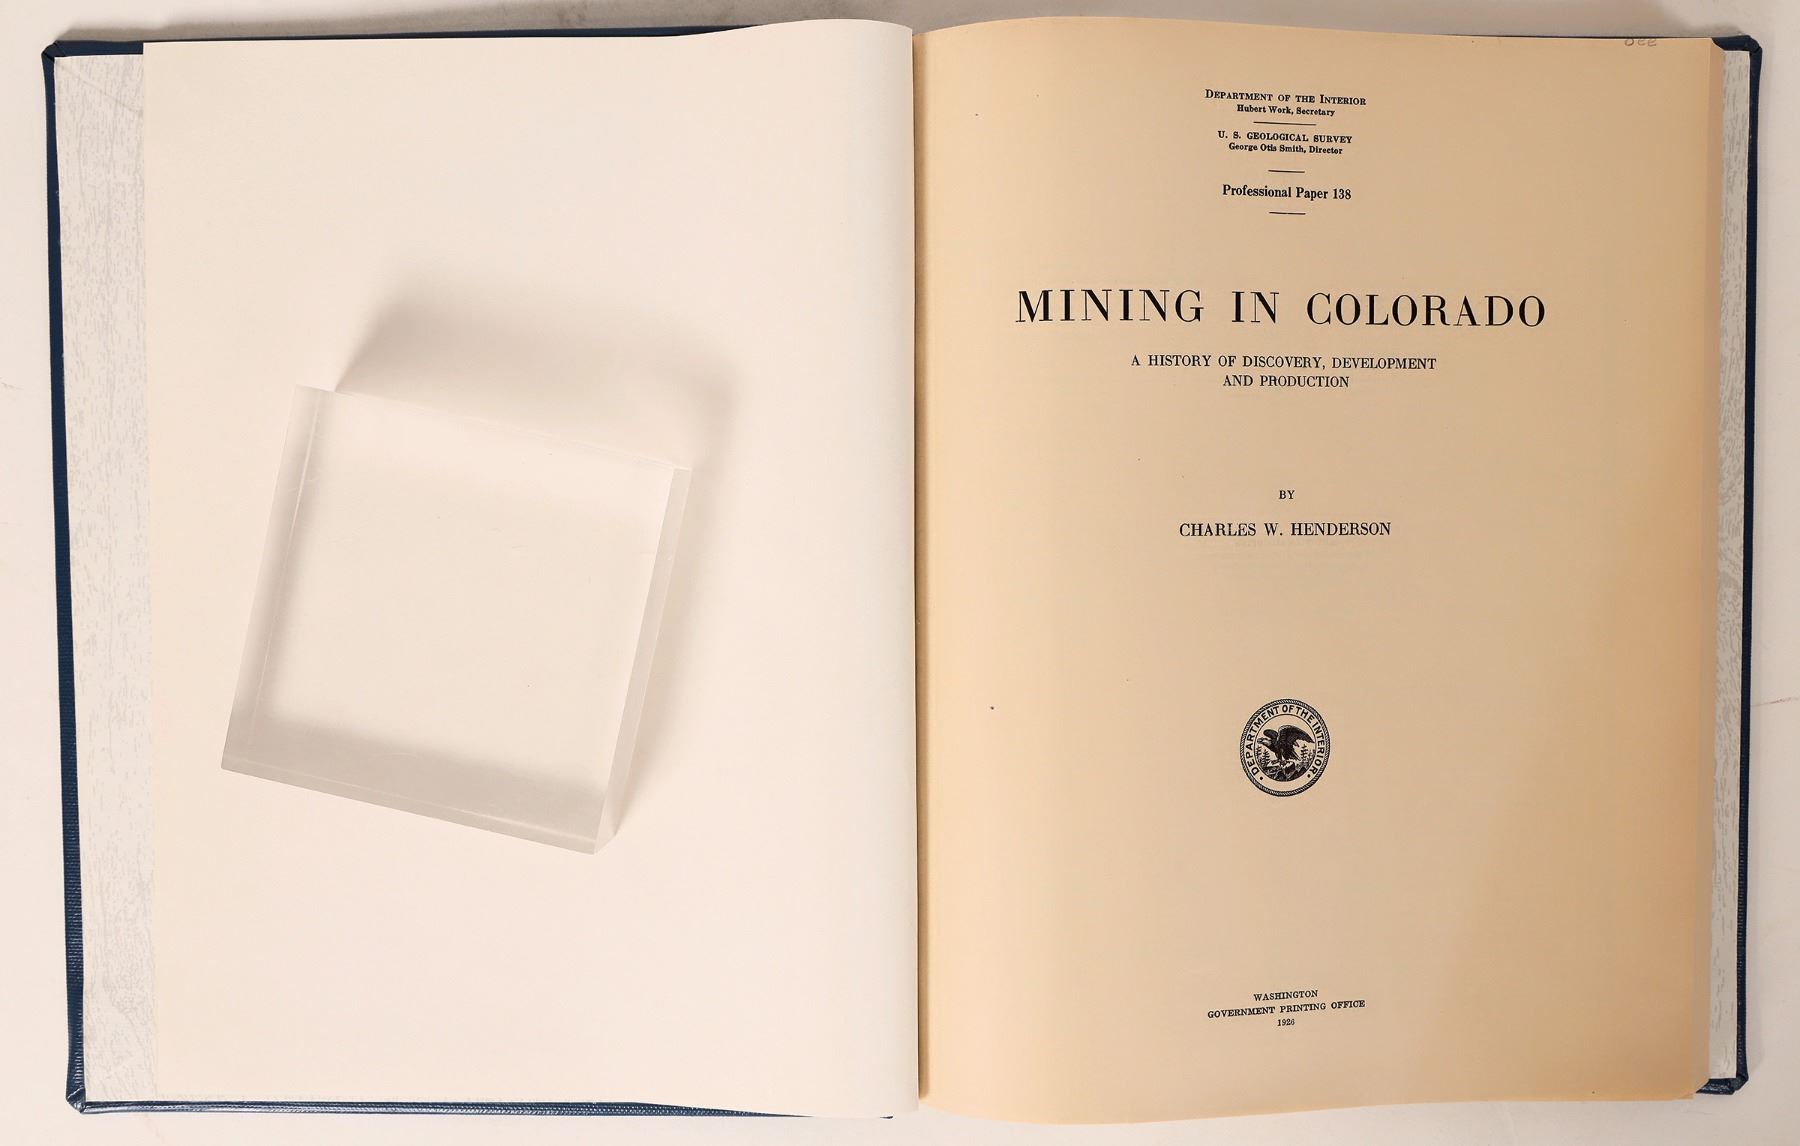 DEPARTMENT OF THE INTERIOR
Hubert Work, Secretary
U. S. GEOLOGICAL SURVEY
George Otis Smith, Director
Professional Paper 138
MINING IN COLORADO
A HISTORY OF DISCOVERY, DEVELOPMENT
AND PRODUCTION
BY
CHARLES W. HENDERSON
DEPARTMENT OF THE INTERIOR
WASHINGTON
GOVERNMENT PRINTING OFFICE
1926